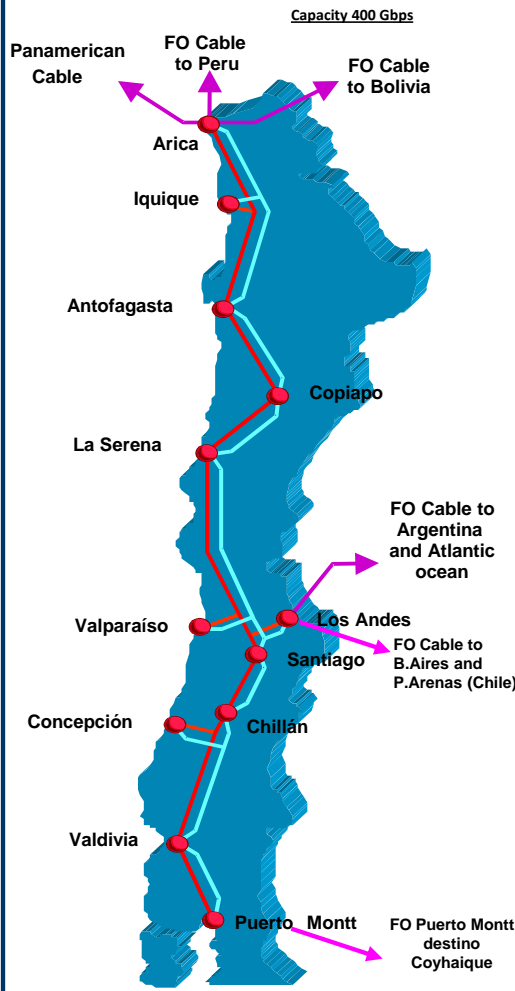 Capacity 400 Gbps
Panamerican
Cable
FO Cable
to Peru
FO Cable
to Bolivia
Arica
Iquique
Antofagasta
Copiapo
La Serena
FO Cable to
Argentina
and Atlantic
ocean
Valparaíso
Los Andes
Santiago
FO Cable to
B.Aires and
P.Arenas (Chile)
Concepción
Chillán
Valdivia
Puerto Montt
FO Puerto Montt
destino
Coyhaique